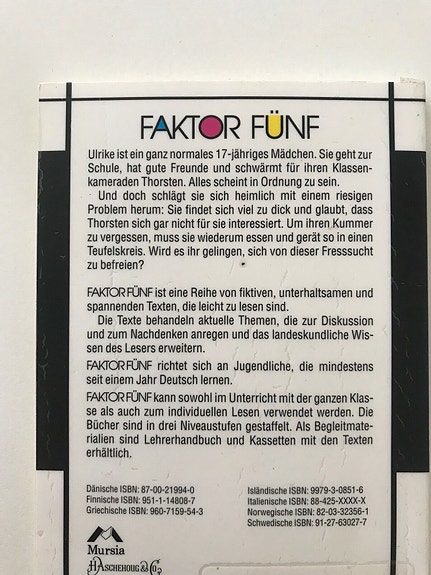 FAKTOR FÜNF
Ulrike ist ein ganz normales 17-jähriges Mädchen. Sie geht zur
Schule, hat gute Freunde und schwärmt für ihren Klassen-
kameraden Thorsten. Alles scheint in Ordnung zu sein.
Und doch schlägt sie sich heimlich mit einem riesigen
Problem herum: Sie findet sich viel zu dick und glaubt, dass
Thorsten sich gar nicht für sie interessiert. Um ihren Kummer
zu vergessen, muss sie wiederum essen und gerät so in einen
Teufelskreis. Wird es ihr gelingen, sich von dieser Fresssucht
zu befreien?
FAKTOR FÜNF ist eine Reihe von fiktiven, unterhaltsamen und
spannenden Texten, die leicht zu lesen sind.
Die Texte behandeln aktuelle Themen, die zur Diskussion
und zum Nachdenken anregen und das landeskundliche Wis-
sen des Lesers erweitern.
FAKTOR FÜNF richtet sich an Jugendliche, die mindestens
seit einem Jahr Deutsch lernen.
FAKTOR FÜNF kann sowohl im Unterricht mit der ganzen Klas-
se als auch zum individuellen Lesen verwendet werden. Die
Bücher sind in drei Niveaustufen gestaffelt. Als Begleitmate-
rialien sind Lehrerhandbuch und Kassetten mit den Texten
erhältlich.
Dänische ISBN: 87-00-21994-0
Finnische ISBN: 951-1-14808-7
Griechische ISBN: 960-7159-54-3
Isländische ISBN: 9979-3-0851-6
Italienische ISBN: 88-425-XXXX-X
Norwegische ISBN: 82-03-32356-1
Schwedische ISBN: 91-27-63027-7
Mursia
H. ASCHEHOUG & Co.